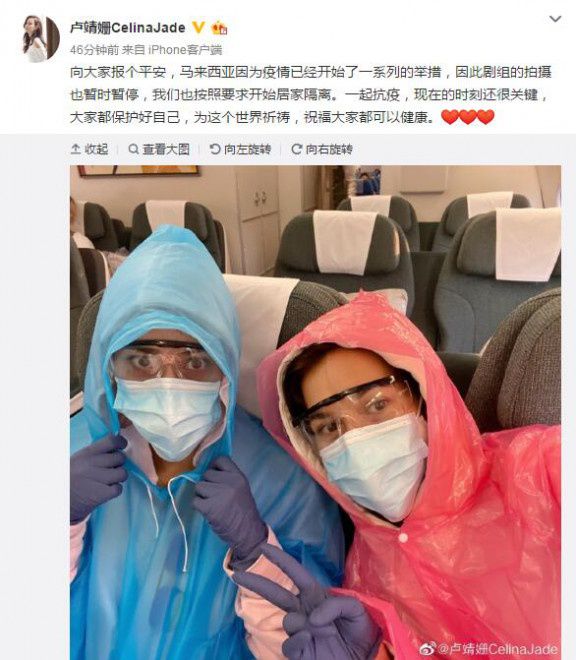 卢靖姗CelinaJade
46分钟前 来自 iPhone客户端
向大家报个平安，马来西亚因为疫情已经开始了一系列的举措，因此剧组的拍摄
也暂时暂停，我们也按照要求开始居家隔离。一起抗疫，现在的时刻还很关键，
大家都保护好自己，为这个世界祈祷，祝福大家都可以健康。❤❤❤
收起 查看大图 向左旋转 向右旋转
@卢靖姗CelinaJade